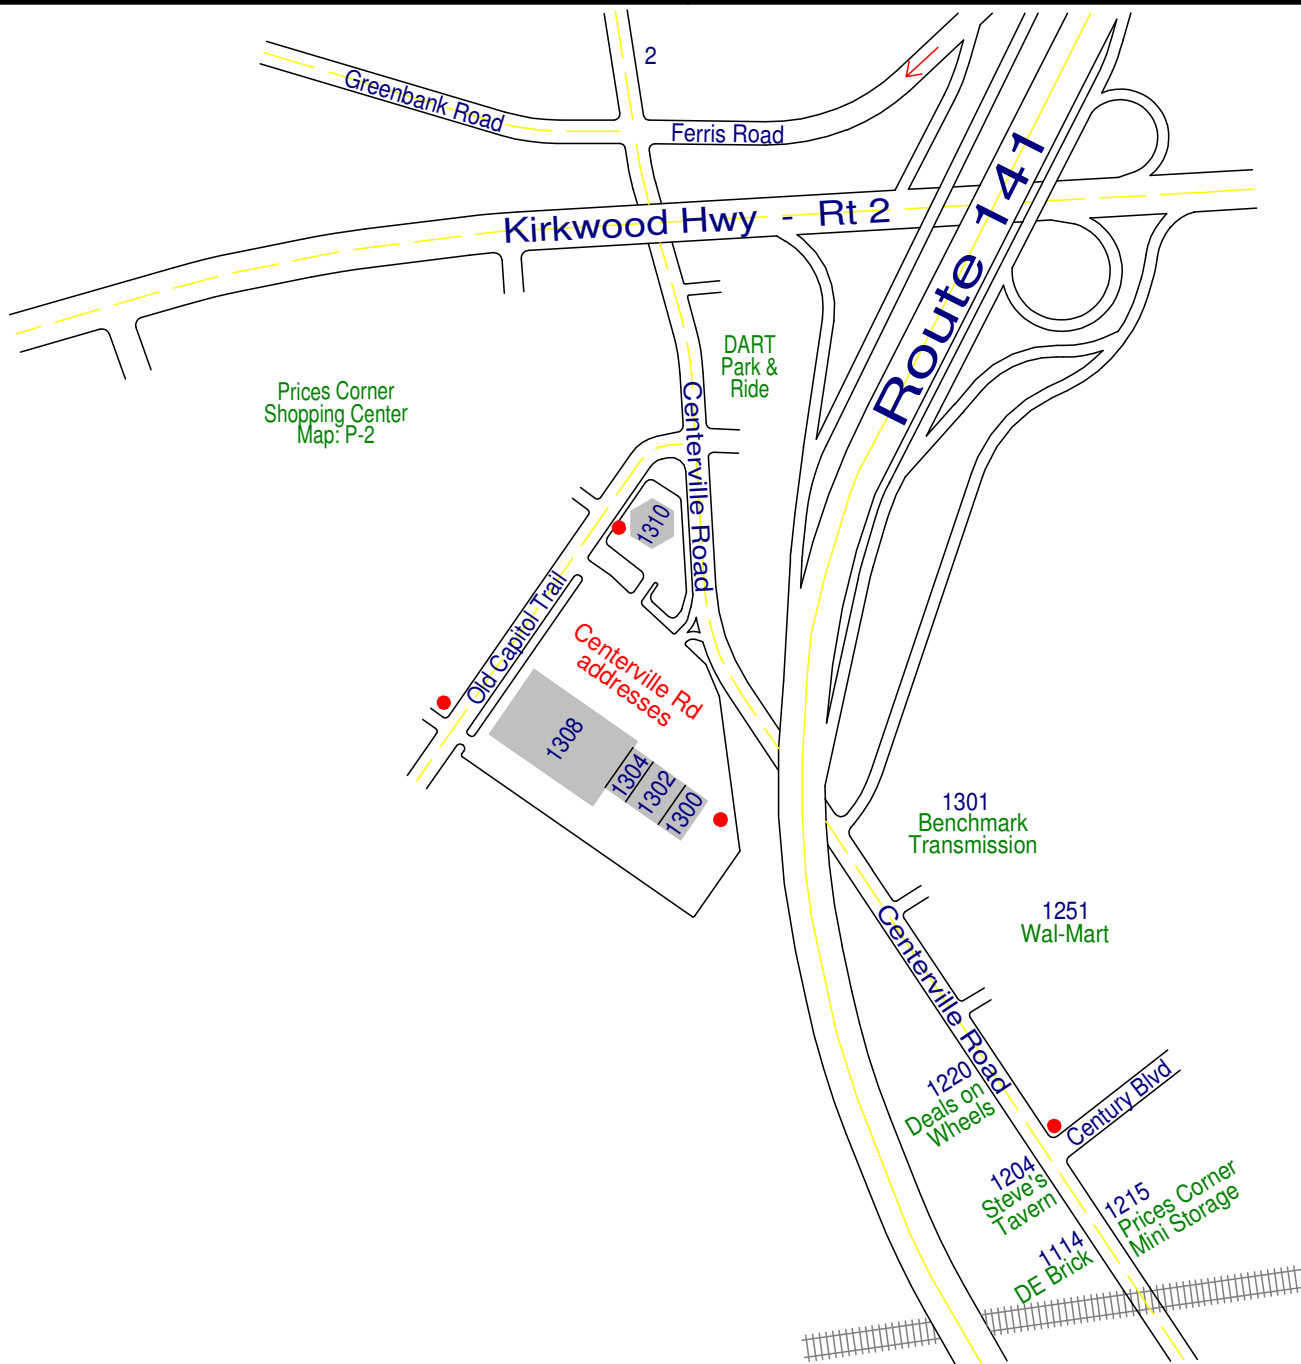 2
Greenbank Road
Ferris Road
Route 141
Kirkwood Hwy - Rt 2
DART
Park &
Ride
Prices Corner
Shopping Center
Map: P-2
Centerville Road
1310
Old Capitol Trail
Centerville Rd
addresses
1308
1304
1302
1300
1301
Benchmark
Transmission
1251
Wal-Mart
Centerville Road
1220
Deals on
Wheels
Century Blvd
1204
Steve's
Tavern
1215
Prices Corner
Mini Storage
1114
DE Brick